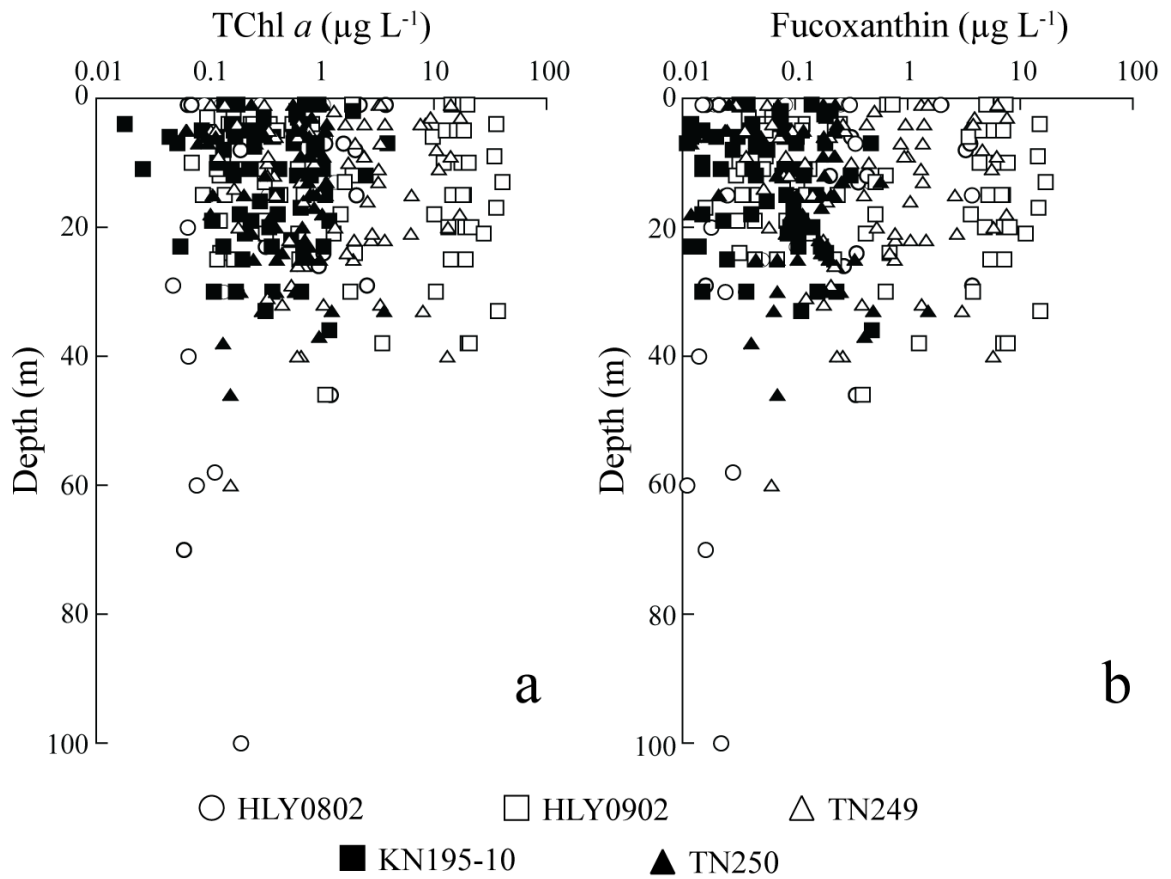 TChl a (µg L-1) Fucoxanthin (µg L-1)
0.01 0.1 1 10 100 0.01 0.1 1 10 100
0 0
20 20
40 40
Depth (m) Depth (m)
60 60
80 80
a b
100 100
HLY0802 HLY0902 TN249
KN195-10 TN250